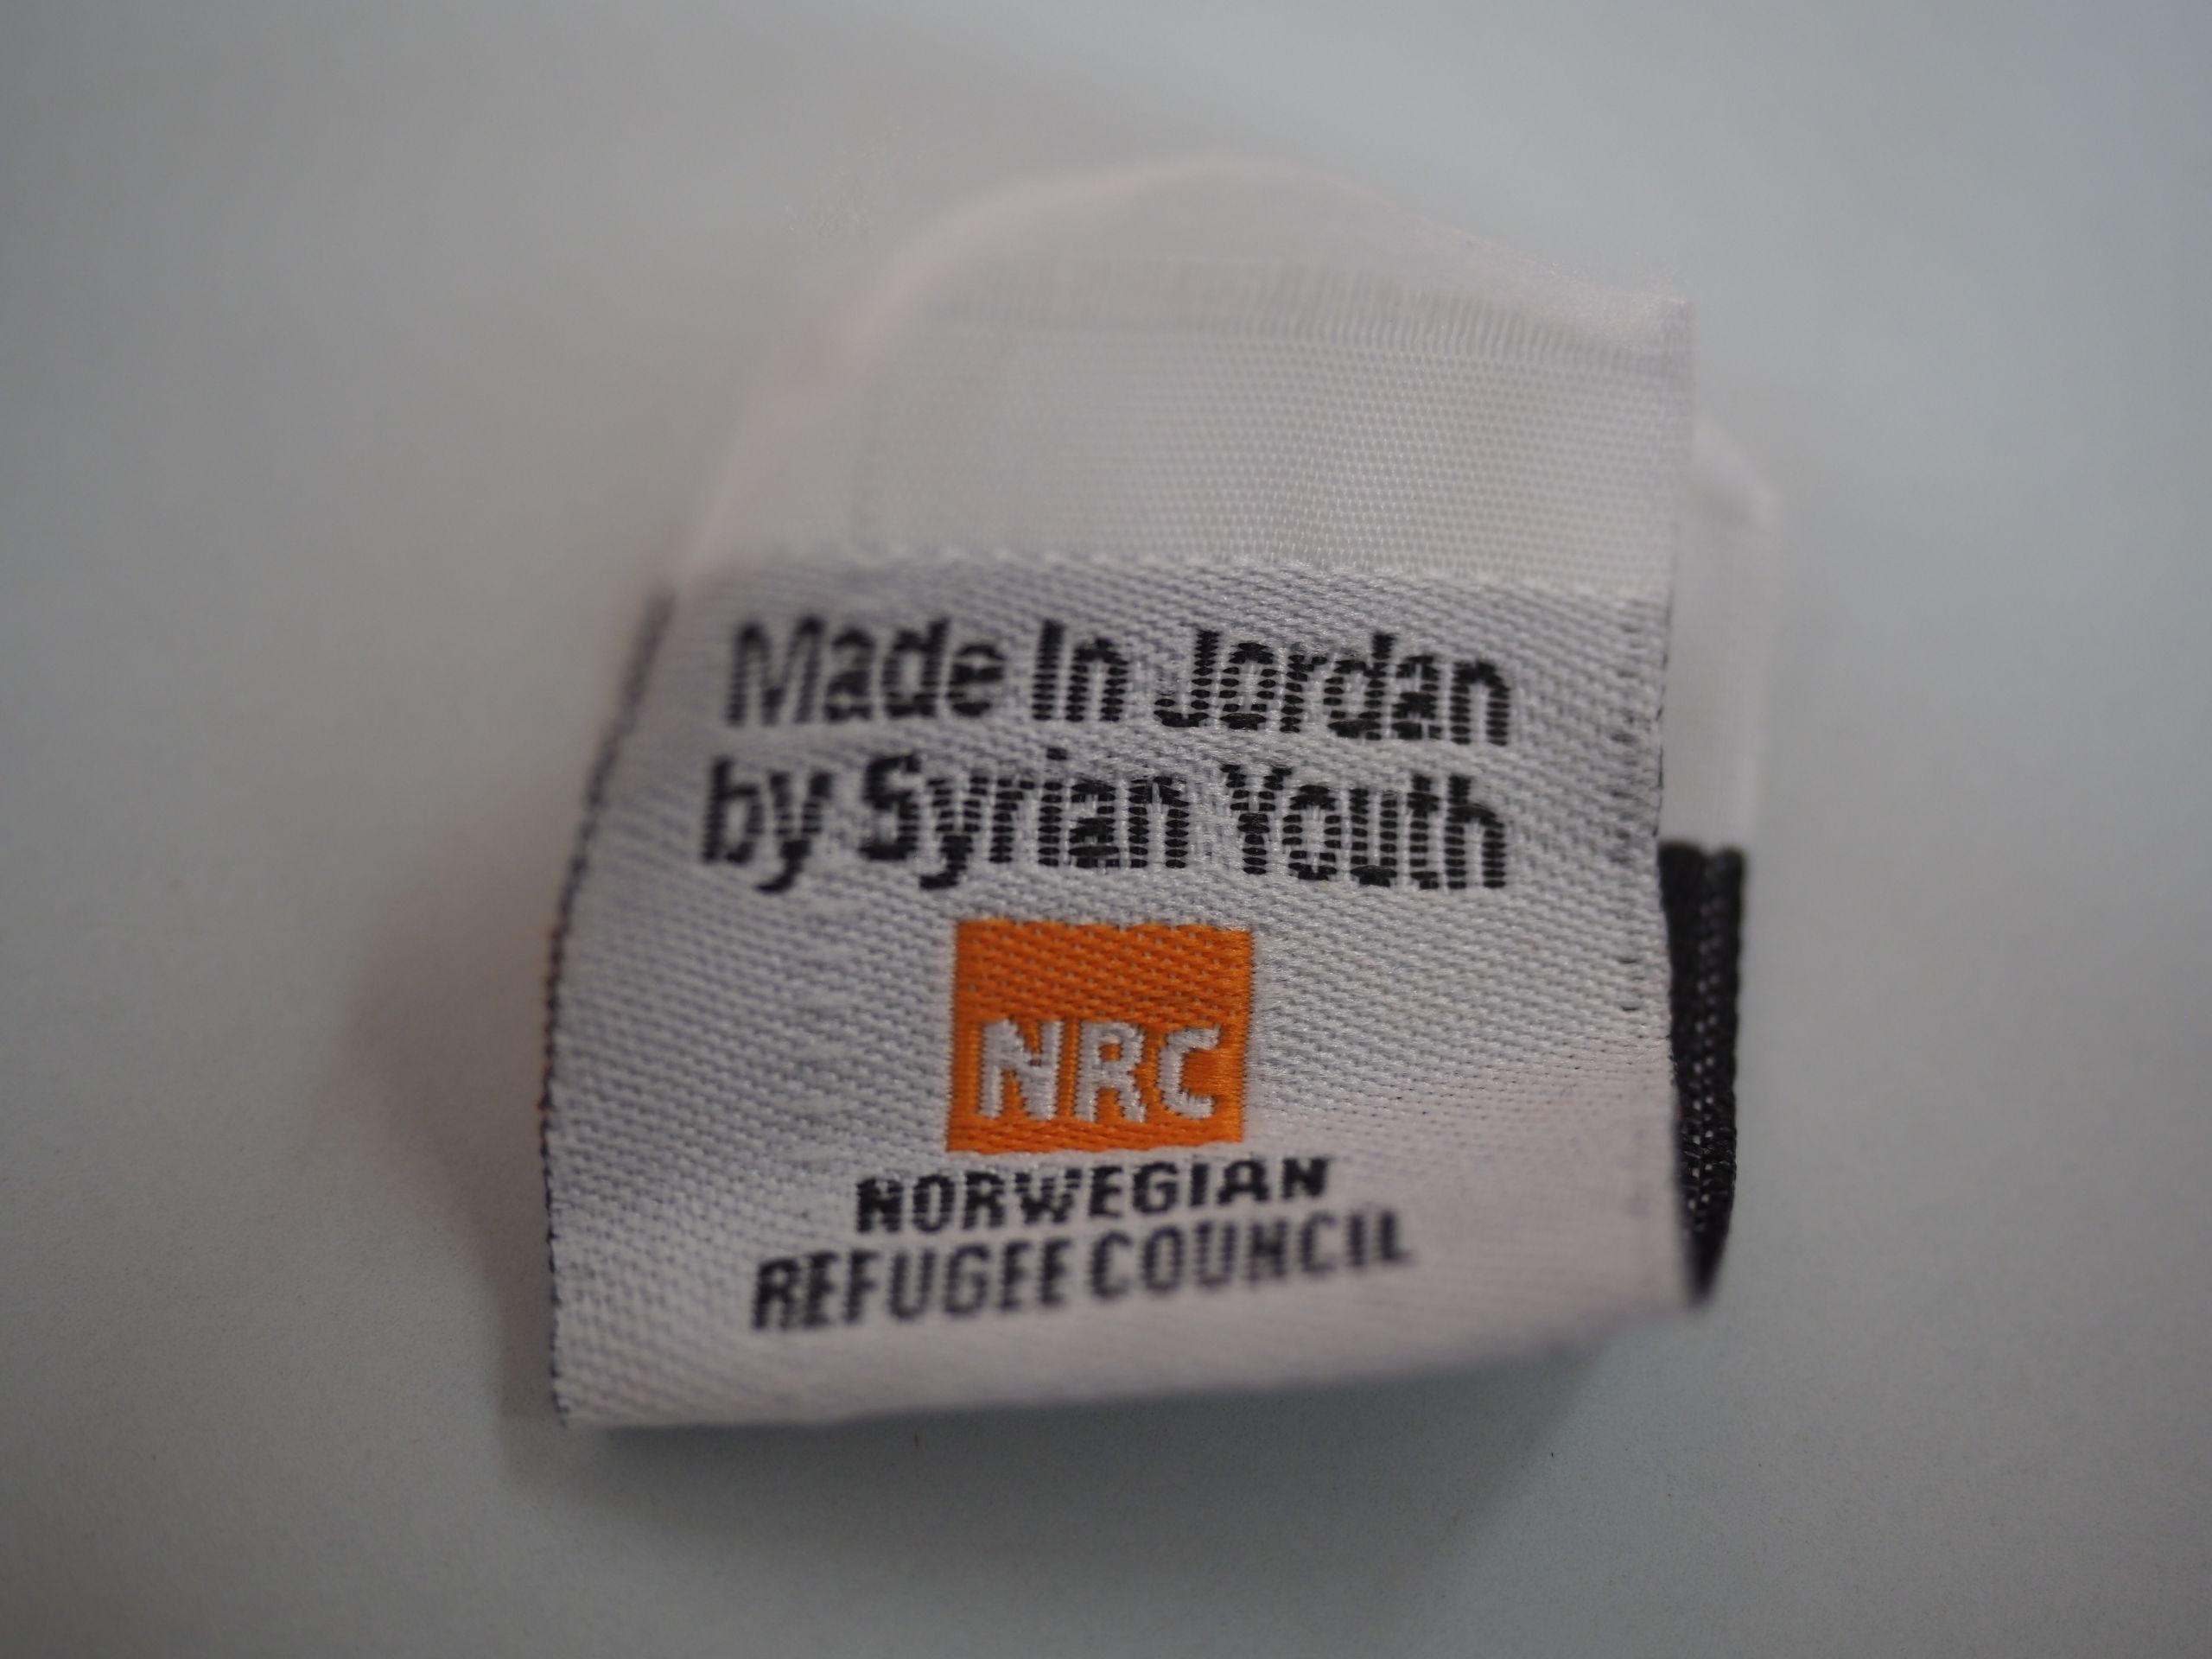 Made In Jordan
by Syrian Youth
NRC
NORWEGIAN
REFUGEE COUNCIL